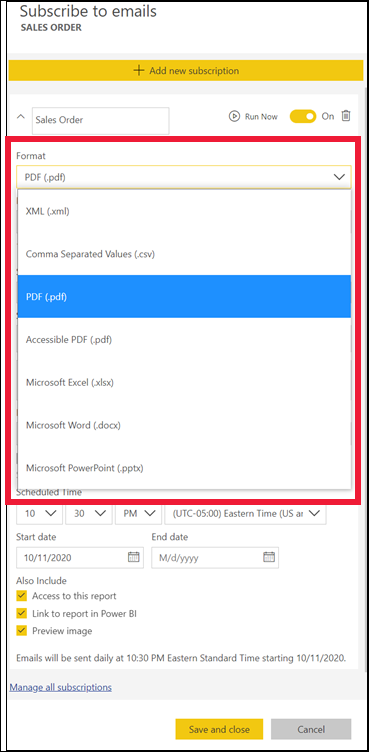 Subscribe to emails
SALES ORDER
Add new subscription
Sales Order
Run Now
On
Format
PDF (.pdf)
XML (.xml)
Comma Separated Values (.csv)
PDF (.pdf)
Accessible PDF (.pdf)
Microsoft Excel (.xlsx)
Microsoft Word (.docx)
Microsoft PowerPoint (.pptx)
Scheduled Time
10 30 PM (UTC-05:00) Eastern Time (US ar
Start date End date
10/11/2020 M/d/yyyy
Also Include
Access to this report
Link to report in Power BI
Preview image
Emails will be sent daily at 10:30 PM Eastern Standard Time starting 10/11/2020.
Manage all subscriptions
Save and close Cancel